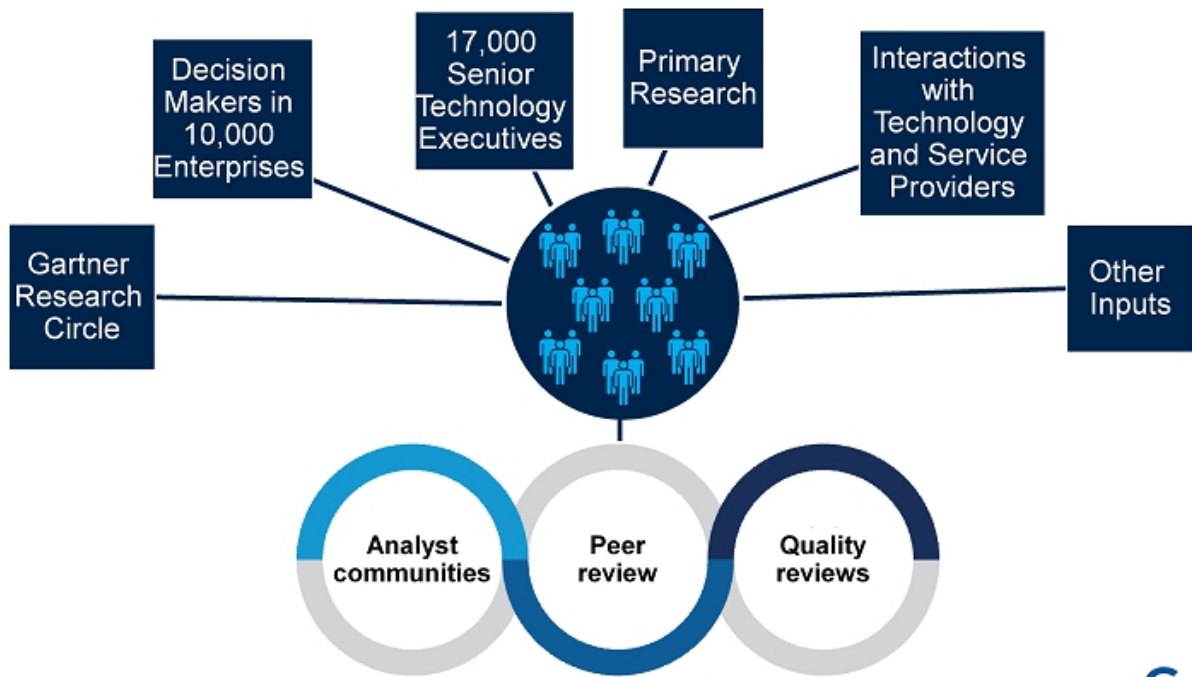 17,000
Senior
Technology
Executives
Decision
Makers in
10,000
Enterprises
Primary
Research
Interactions
with
Technology
and Service
Providers
Gartner
Research
Circle
Other
Inputs
Analyst
communities
Peer
review
Quality
reviews